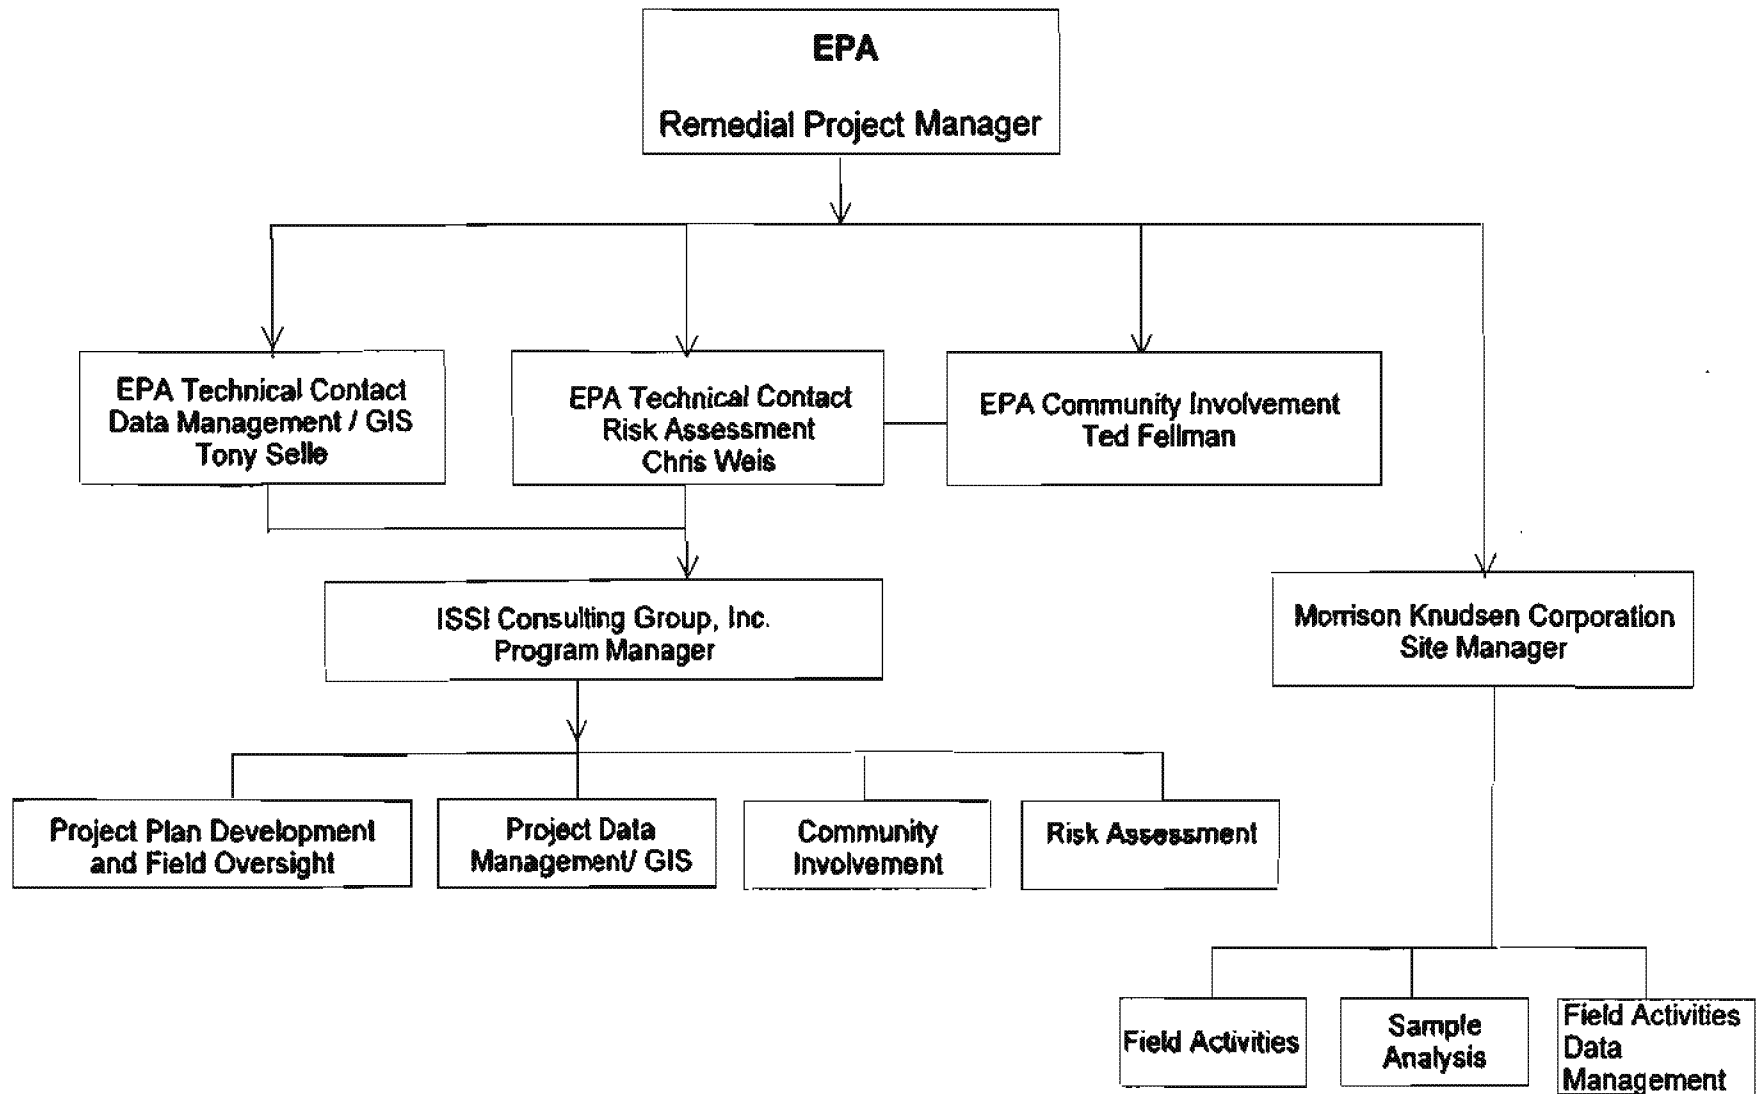 EPA
Remedial Project Manager
EPA Technical Contact
Data Management / GIS
Tony Selle
EPA Technical Contact
Risk Assessment
Chris Weis
EPA Community Involvement
Ted Fellman
ISSI Consulting Group, Inc.
Program Manager
Morrison Knudsen Corporation
Site Manager
Project Plan Development
and Field Oversight
Project Data
Management/ GIS
Community
Involvement
Risk Assessment
Field Activities
Sample
Analysis
Field Activities
Data
Management